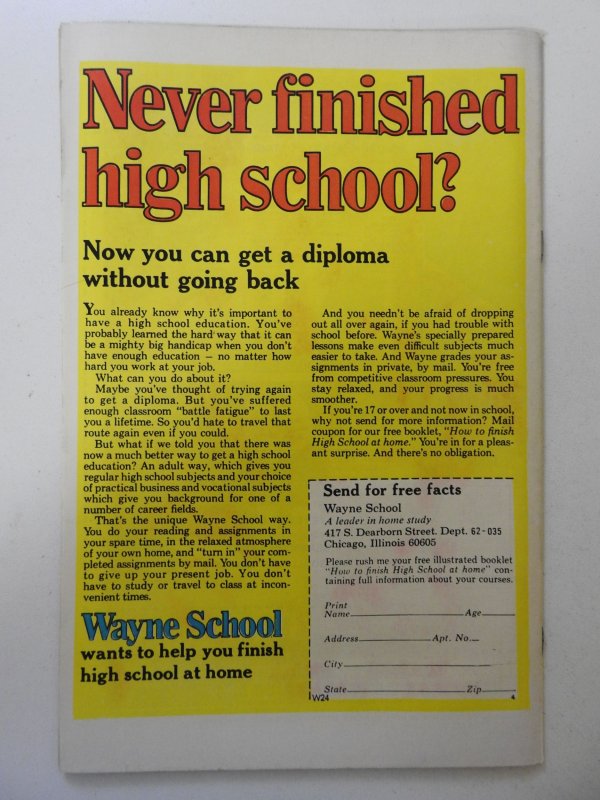 Never finished
high school?
Now you can get a diploma
without going back
You already know why it's important to
have a high school education. You've
probably learned the hard way that it can
be a mighty big handicap when you don't
have enough education — no matter how
hard you work at your job.
What can you do about it?
Maybe you've thought of trying again
to get a diploma. But you've suffered
enough classroom "battle fatigue" to last
you a lifetime. So you'd hate to travel that
route again even if you could.
But what if we told you that there was
now a much better way to get a high school
education? An adult way, which gives you
regular high school subjects and your choice
of practical business and vocational subjects
which give you background for one of a
number of career fields.
That's the unique Wayne School way.
You do your reading and assignments in
your spare time, in the relaxed atmosphere
of your own home, and "turn in" your com-
pleted assignments by mail. You don't have
to give up your present job. You don't
have to study or travel to class at incon-
venient times.
Wayne School
wants to help you finish
high school at home
And you needn't be afraid of dropping
out all over again, if you had trouble with
school before. Wayne's specially prepared
lessons make even difficult subjects much
easier to take. And Wayne grades your as-
signments in private, by mail. You're free
from competitive classroom pressures. You
stay relaxed, and your progress is much
smoother.
If you're 17 or over and not now in school,
why not send for more information? Mail
coupon for our free booklet, "How to finish
High School at home." You're in for a pleas-
ant surprise. And there's no obligation.
Send for free facts
Wayne School
A leader in home study
417 S. Dearborn Street. Dept. 62-035
Chicago, Illinois 60605
Please rush me your free illustrated booklet
"How to finish High School at home" con-
taining full information about your courses.
Print
Name Age
Address Apt. No.
City
State Zip
W24 4